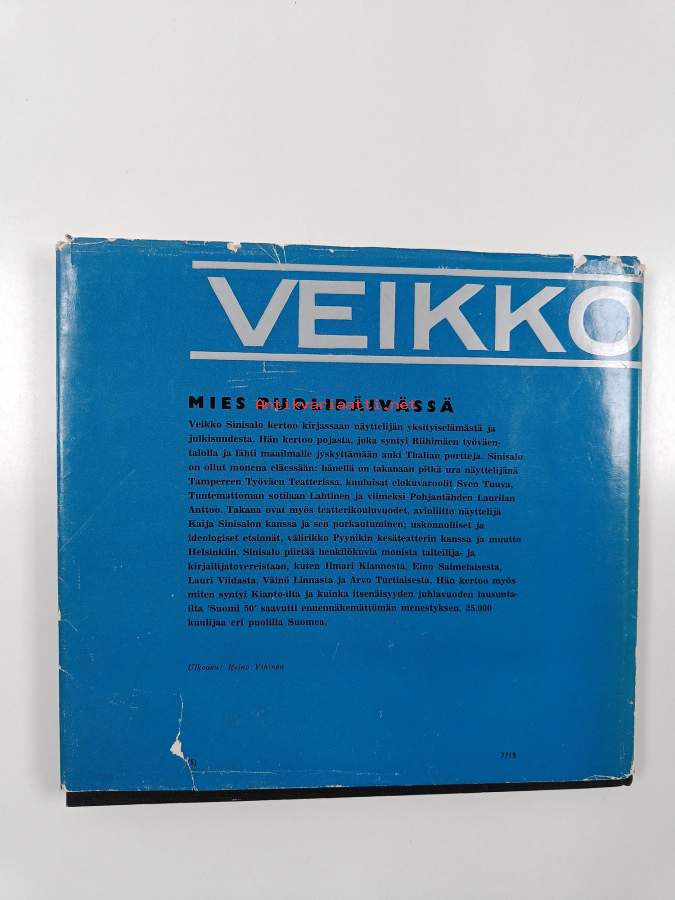 VEIKKO
MIES PUOLIPÄIVÄSSÄ
Antikvariaatti.net
Veikko Sinisalo kertoo kirjassaan näyttelijän yksityiselämästä ja
julkisuudesta. Hän kertoo pojasta, joka syntyi Riihimäen työväen-
talolla ja lähti maailmalle jyskyttämään auki Thalian portteja. Sinisalo
on ollut monena eläessään: hänellä on takanaan pitkä ura näyttelijänä
Tampereen Työväen Teatterissa, kuuluisat elokuvaroolit Sven Tuuva,
Tuntemattoman sotilaan Lahtinen ja viimeksi Pohjantähden Laurilan
Anttoo. Takana ovat myös teatterikouluvuodet, avioliitto näyttelijä
Kaija Sinisalon kanssa ja sen purkautuminen; uskonnolliset ja
ideologiset etsinnät, välirikko Pyynikin kesäteatterin kanssa ja muutto
Helsinkiin. Sinisalo piirtää henkilökuvia monista taiteilija- ja
kirjailijatovereistaan, kuten Ilmari Kiannosta, Eino Salmelaisesta,
Lauri Viidasta, Väinö Linnasta ja Arvo Turtiaisesta. Hän kertoo myös
miten syntyi Kianto-ilta ja kuinka itsenäisyyden juhlavuoden lausunta-
ilta 'Suomi 50' saavutti ennennäkemättömän menestyksen, 25.000
kuulijaa eri puolilla Suomea.
Ulkoasu: Reino Vihinen
7719